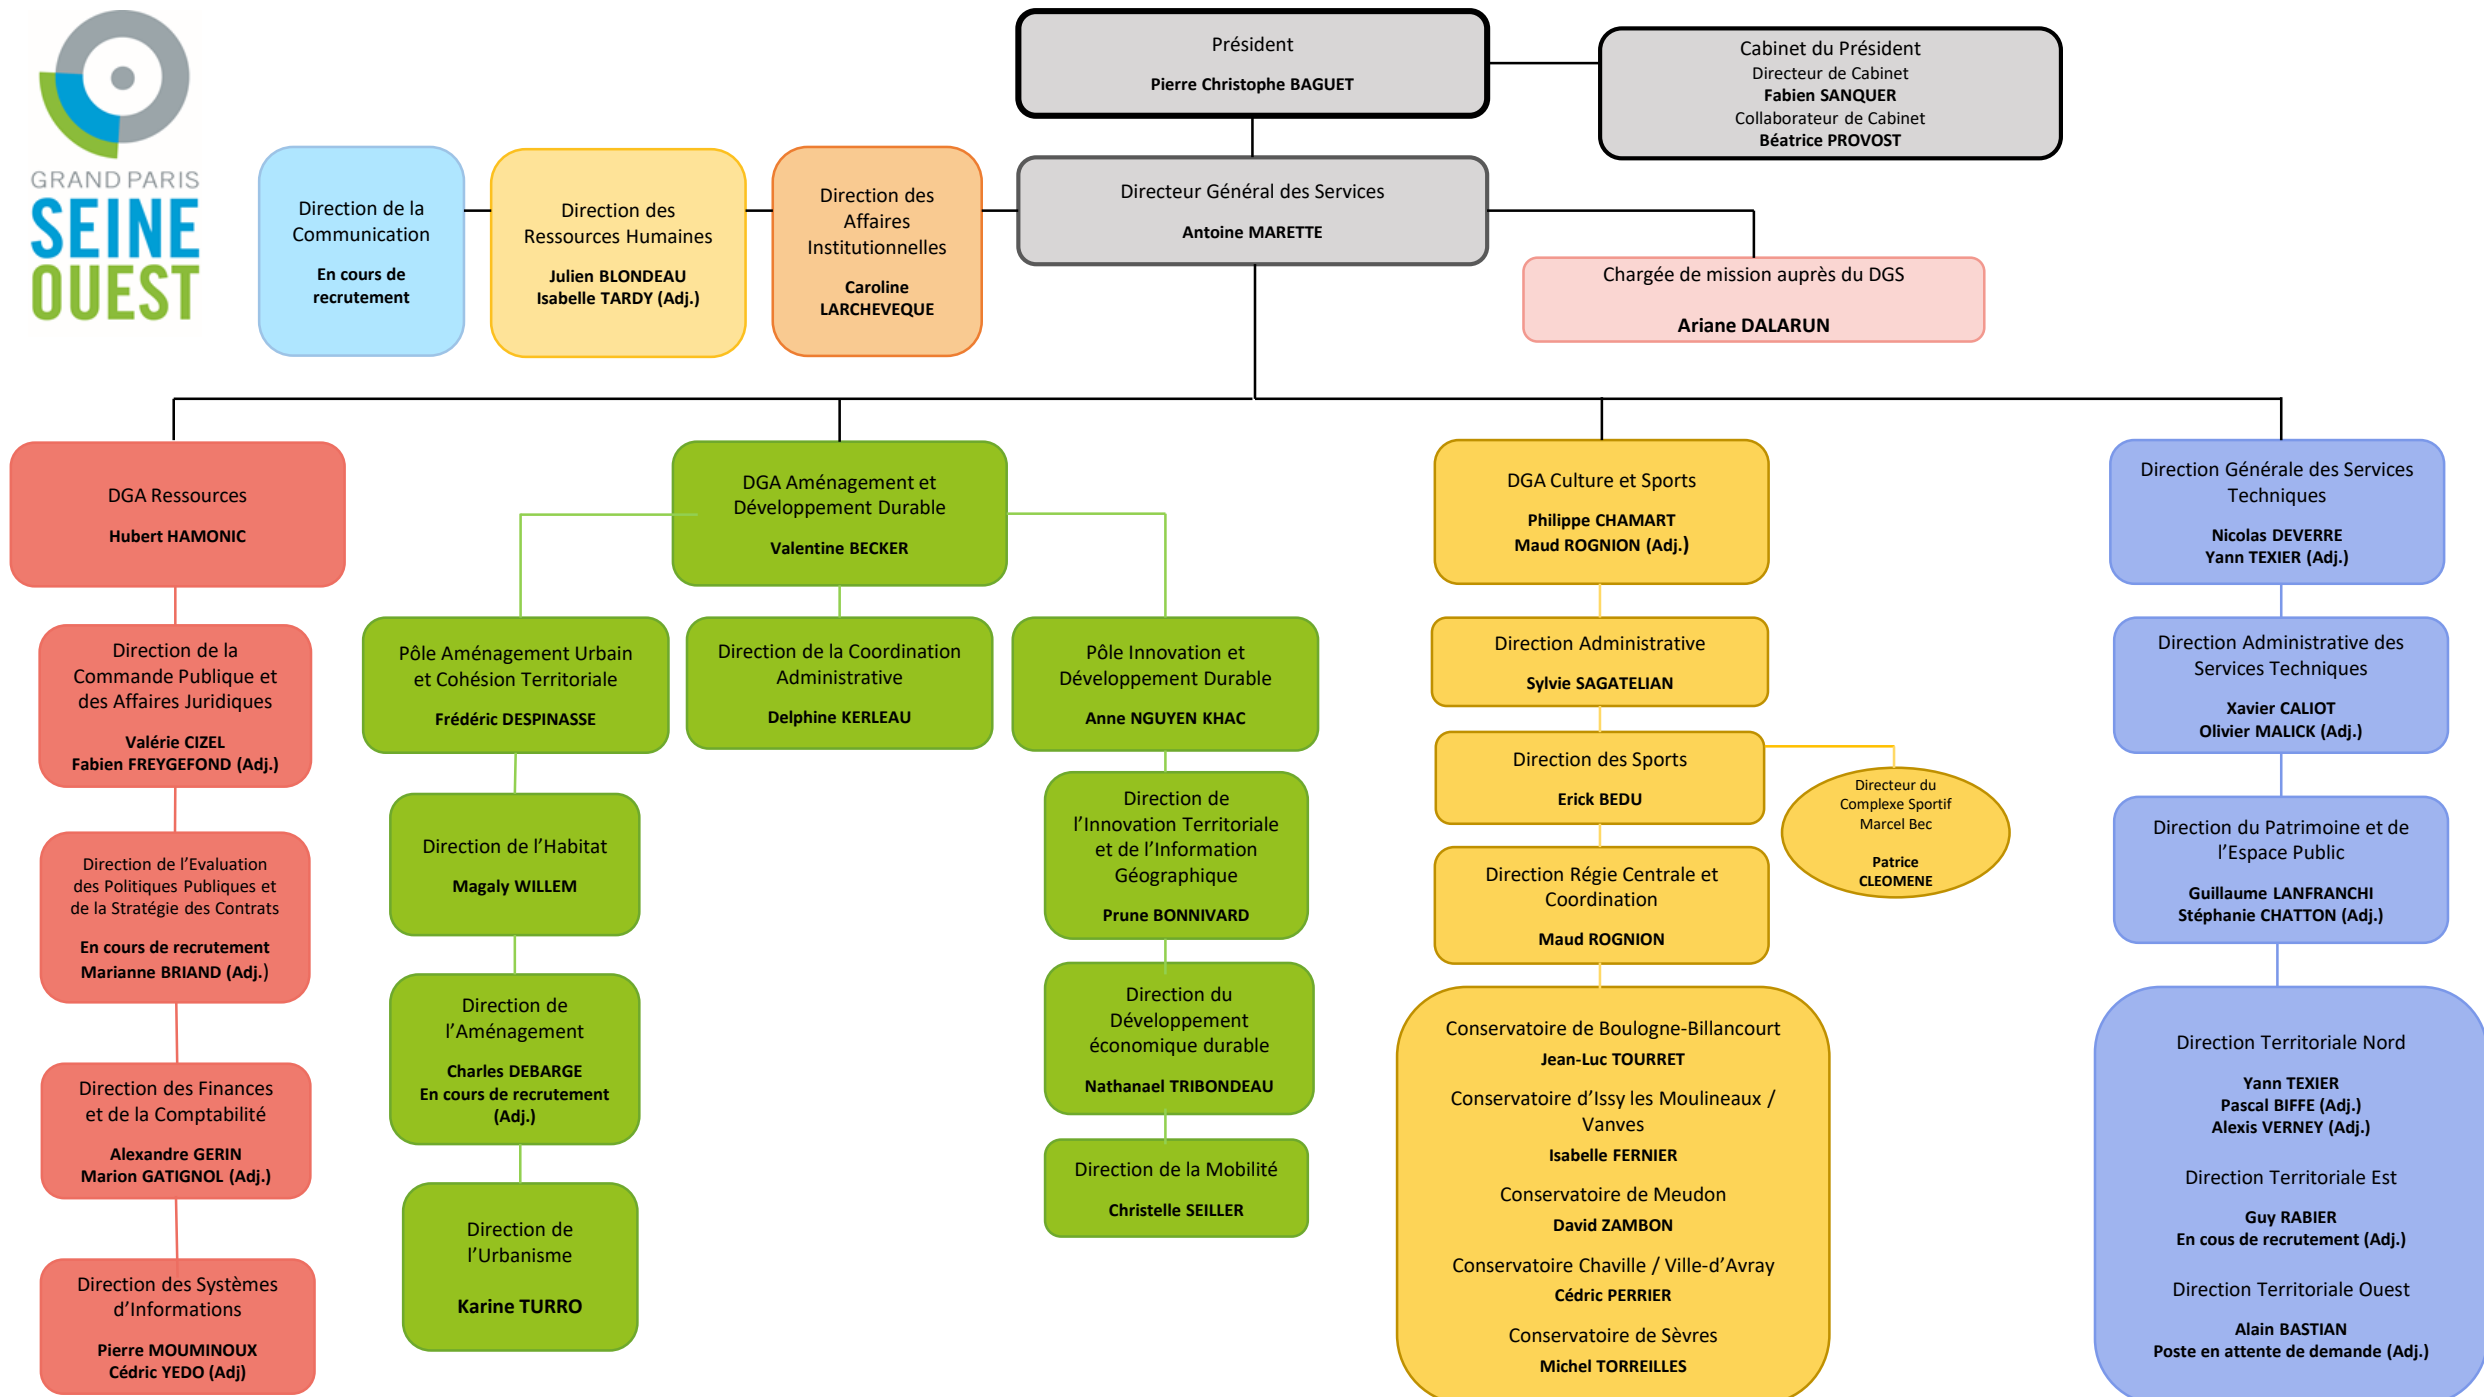 GRAND PARIS
SEINE
OUEST
Président
Pierre Christophe BAGUET
Cabinet du Président
Directeur de Cabinet
Fabien SANQUER
Collaborateur de Cabinet
Béatrice PROVOST
Direction de la
Communication
En cours de
recrutement
Direction des
Ressources Humaines
Julien BLONDEAU
Isabelle TARDY (Adj.)
Direction des
Affaires
Institutionnelles
Caroline
LARCHEVEQUE
Directeur Général des Services
Antoine MARETTE
Chargée de mission auprès du DGS
Ariane DALARUN
DGA Ressources
Hubert HAMONIC
Direction de la
Commande Publique et
des Affaires Juridiques
Valérie CIZEL
Fabien FREYGEFOND (Adj.)
Direction de l'Evaluation
des Politiques Publiques et
de la Stratégie des Contrats
En cours de recrutement
Marianne BRIAND (Adj.)
Direction des Finances
et de la Comptabilité
Alexandre GERIN
Marion GATIGNOL (Adj.)
Direction des Systèmes
d'Informations
Pierre MOUMINOUX
Cédric YEDO (Adj)
DGA Aménagement et
Développement Durable
Valentine BECKER
Pôle Aménagement Urbain
et Cohésion Territoriale
Frédéric DESPINASSE
Direction de l'Habitat
Magaly WILLEM
Direction de
l'Aménagement
Charles DEBARGE
En cours de recrutement
(Adj.)
Direction de
l'Urbanisme
Karine TURRO
Direction de la Coordination
Administrative
Delphine KERLEAU
Pôle Innovation et
Développement Durable
Anne NGUYEN KHAC
Direction de
l'Innovation Territoriale
et de l'Information
Géographique
Prune BONNIVARD
Direction du
Développement
économique durable
Nathanael TRIBONDEAU
Direction de la Mobilité
Christelle SEILLER
DGA Culture et Sports
Philippe CHAMART
Maud ROGNION (Adj.)
Direction Administrative
Sylvie SAGATELIAN
Direction des Sports
Erick BEDU
Directeur du
Complexe Sportif
Marcel Bec
Patrice
CLEOMENE
Direction Régie Centrale et
Coordination
Maud ROGNION
Conservatoire de Boulogne-Billancourt
Jean-Luc TOURRET
Conservatoire d'Issy les Moulineaux /
Vanves
Isabelle FERNIER
Conservatoire de Meudon
David ZAMBON
Conservatoire Chaville / Ville-d'Avray
Cédric PERRIER
Conservatoire de Sèvres
Michel TORREILLES
Direction Générale des Services
Techniques
Nicolas DEVERRE
Yann TEXIER (Adj.)
Direction Administrative des
Services Techniques
Xavier CALIOT
Olivier MALICK (Adj.)
Direction du Patrimoine et de
l'Espace Public
Guillaume LANFRANCHI
Stéphanie CHATTON (Adj.)
Direction Territoriale Nord
Yann TEXIER
Pascal BIFFE (Adj.)
Alexis VERNEY (Adj.)
Direction Territoriale Est
Guy RABIER
En cous de recrutement (Adj.)
Direction Territoriale Ouest
Alain BASTIAN
Poste en attente de demande (Adj.)